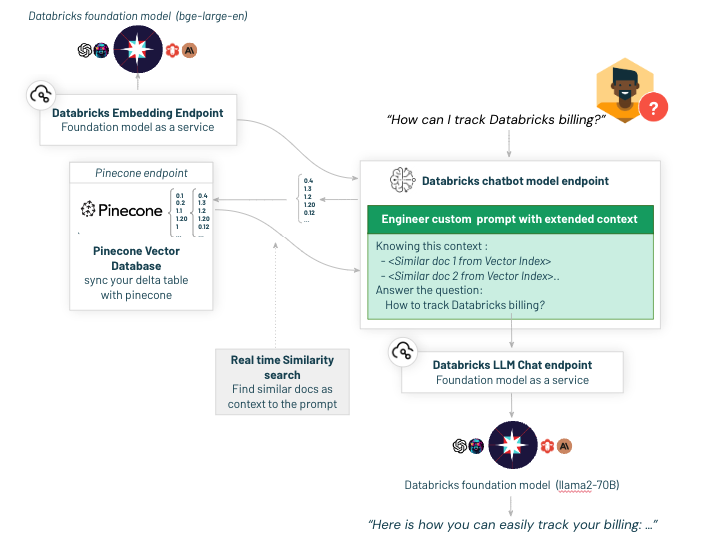 Databricks foundation model (bge-large-en)
Databricks Embedding Endpoint
Foundation model as a service
"How can I track Databricks billing?"
?
Pinecone endpoint
Pinecone
0.1
0.2
1.1
1.20
1
...
0.4
1.3
1.2
1.20
0.12
...
Pinecone Vector
Database
sync your delta table
with pinecone
0.4
1.3
1.2
1.20
0.12
...
Databricks chatbot model endpoint
Engineer custom prompt with extended context
Knowing this context :
- <Similar doc 1 from Vector Index>
- <Similar doc 2 from Vector Index>..
Answer the question:
How to track Databricks billing?
Real time Similarity
search
Find similar docs as
context to the prompt
Databricks LLM Chat endpoint
Foundation model as a service
Databricks foundation model (llama2-70B)
"Here is how you can easily track your billing: ..."